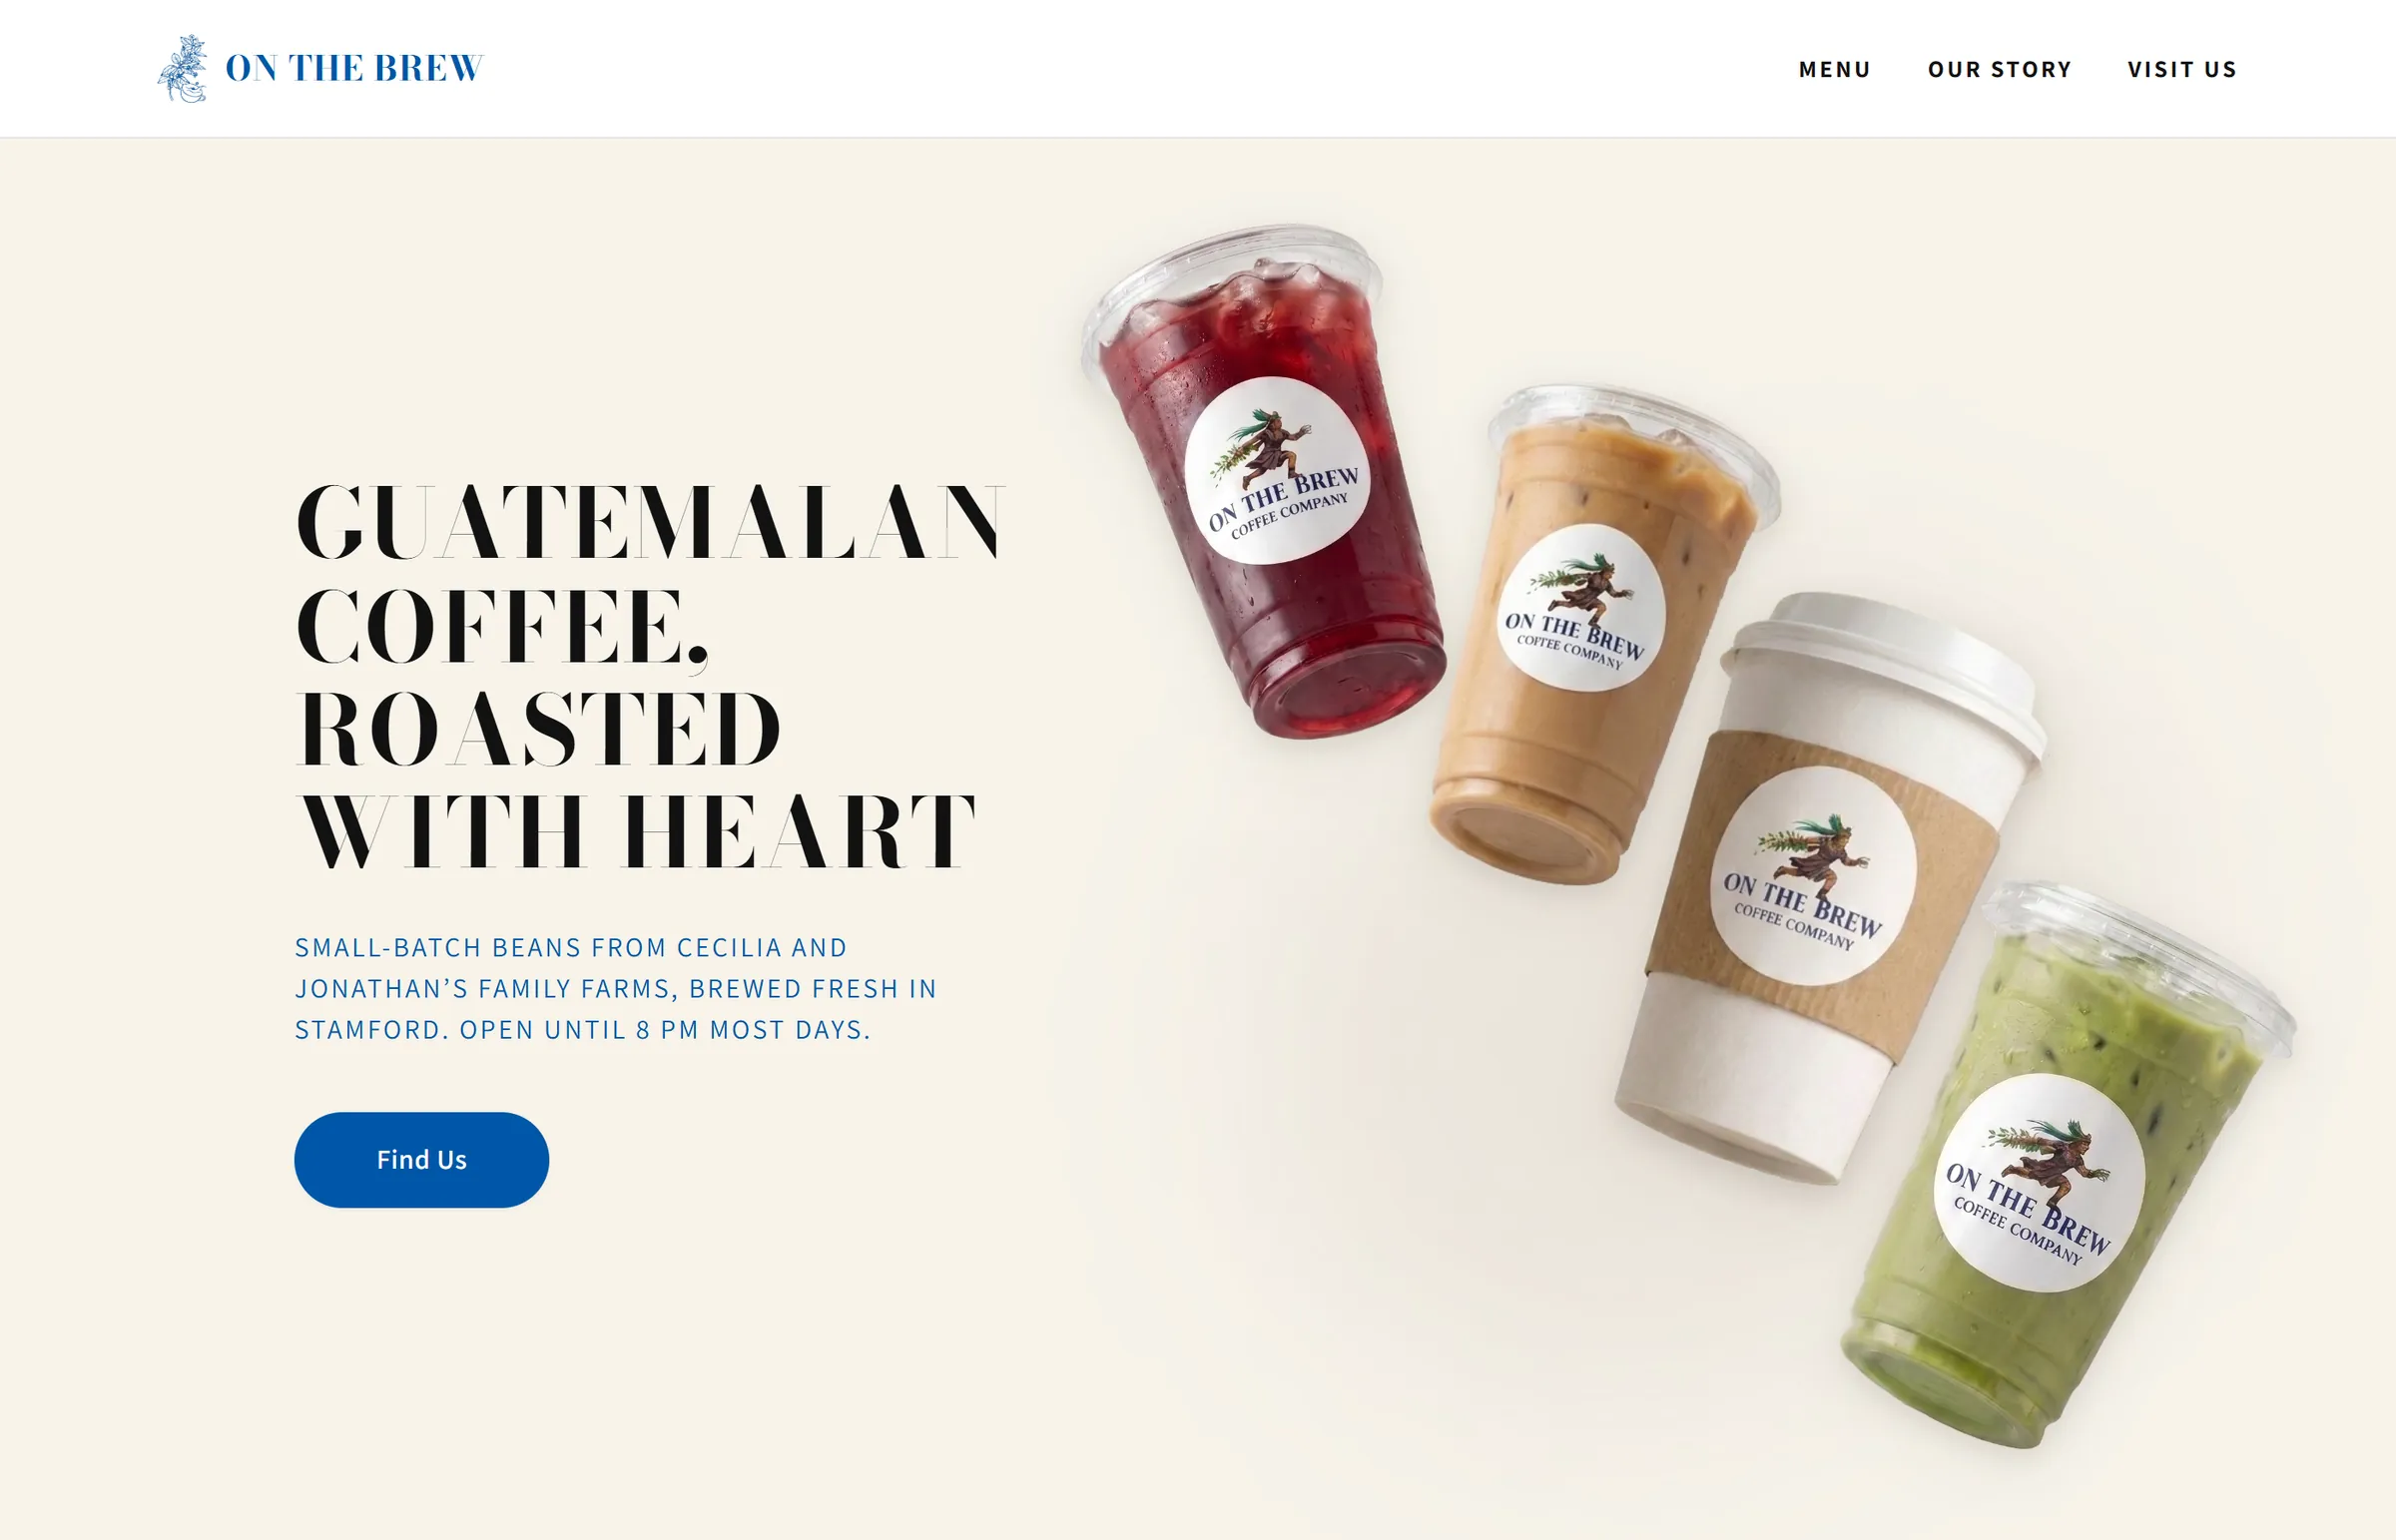 ON THE BREW
MENU
OUR STORY
VISIT US
GUATEMALAN
COFFEE,
ROASTED
WITH HEART
SMALL-BATCH BEANS FROM CECILIA AND
JONATHAN’S FAMILY FARMS, BREWED FRESH IN
STAMFORD. OPEN UNTIL 8 PM MOST DAYS.
Find Us
ON THE BREW
COFFEE COMPANY
ON THE BREW
COFFEE COMPANY
ON THE BREW
COFFEE COMPANY
ON THE BREW
COFFEE COMPANY